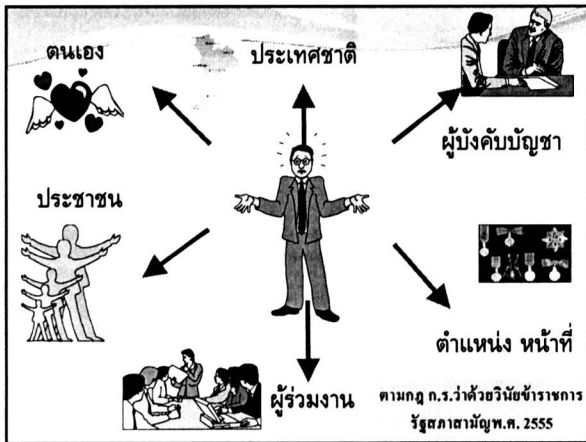 ตนเอง
ประเทศชาติ
ผู้บังคับบัญชา
ประชาชน
ตำแหน่ง หน้าที่
ผู้ร่วมงาน
ตามกฎ ก.ร.ว่าด้วยวินัยข้าราชการ
รัฐสภาสามัญพ.ศ. 2555